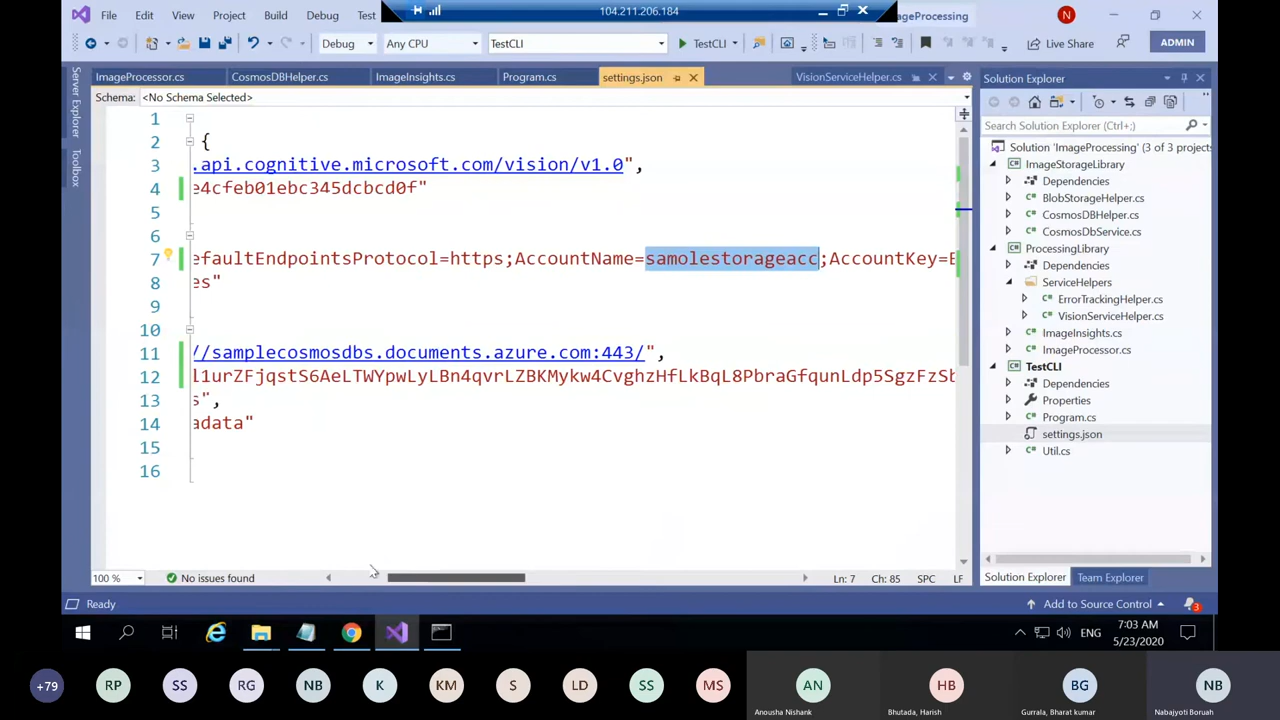 File Edit View Project Build Debug Test
104.211.206.184
ageProcessing
N
Debug Any CPU TestCLI TestCLI Live Share ADMIN
Server Explorer
Toolbox
ImageProcessor.cs CosmosDBHelper.cs ImageInsights.cs Program.cs settings.json VisionServiceHelper.cs
Schema: <No Schema Selected>
1
2 {
3 .api.cognitive.microsoft.com/vision/v1.0",
4 e4cfeb01ebc345dcbcd0f"
5
6
7 efaultEndpointsProtocol=https;AccountName=samolestorageacc;AccountKey=E
8 es"
9
10
11 //samplecosmosdbs.documents.azure.com:443/",
12 l1urZFjqstS6AeLTWYpwLyLBn4qvrLZBKMykw4CvghzHfLkBqL8PbraGfqunLdp5SgzFzSb
13 s",
14 adata"
15
16
100 % No issues found Ln: 7 Ch: 85 SPC LF
Solution Explorer
Search Solution Explorer (Ctrl+;)
Solution 'ImageProcessing' (3 of 3 projects
ImageStorageLibrary
Dependencies
BlobStorageHelper.cs
CosmosDBHelper.cs
CosmosDbService.cs
ProcessingLibrary
Dependencies
ServiceHelpers
ErrorTrackingHelper.cs
VisionServiceHelper.cs
ImageInsights.cs
ImageProcessor.cs
TestCLI
Dependencies
Properties
Program.cs
settings.json
Util.cs
Solution Explorer Team Explorer
Ready Add to Source Control 3
ENG 7:03 AM
5/23/2020
+79 RP SS RG NB K KM S LD SS MS AN HB BG NB
Anousha Nishank Bhutada, Harish Gurrala, Bharat kumar Nabajyoti Boruah